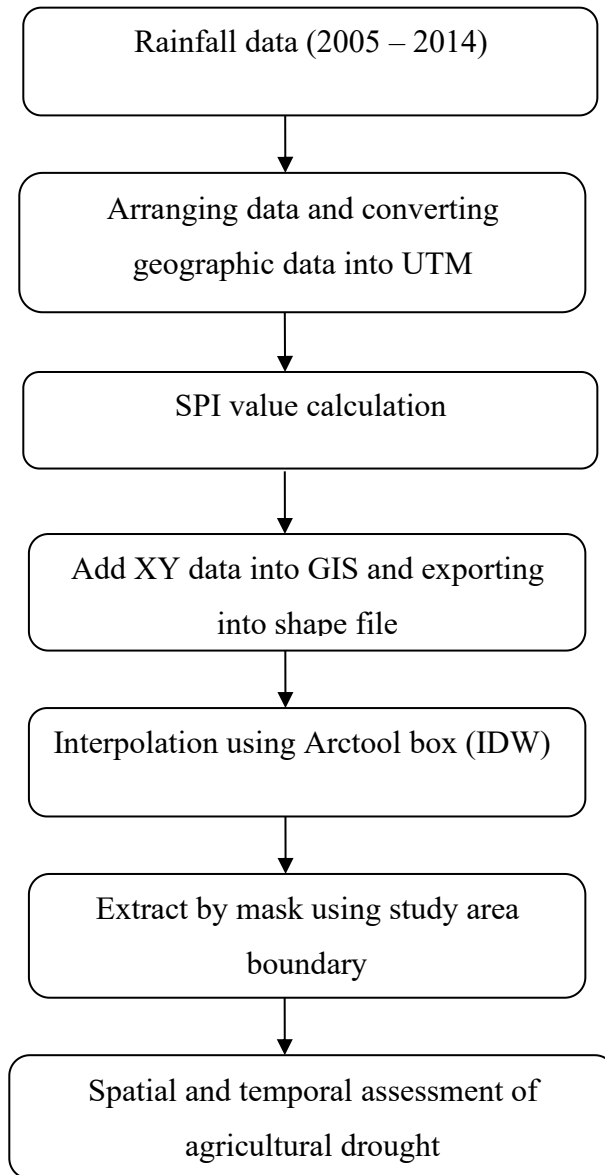 Rainfall data (2005 – 2014)
Arranging data and converting
geographic data into UTM
SPI value calculation
Add XY data into GIS and exporting
into shape file
Interpolation using Arctool box (IDW)
Extract by mask using study area
boundary
Spatial and temporal assessment of
agricultural drought